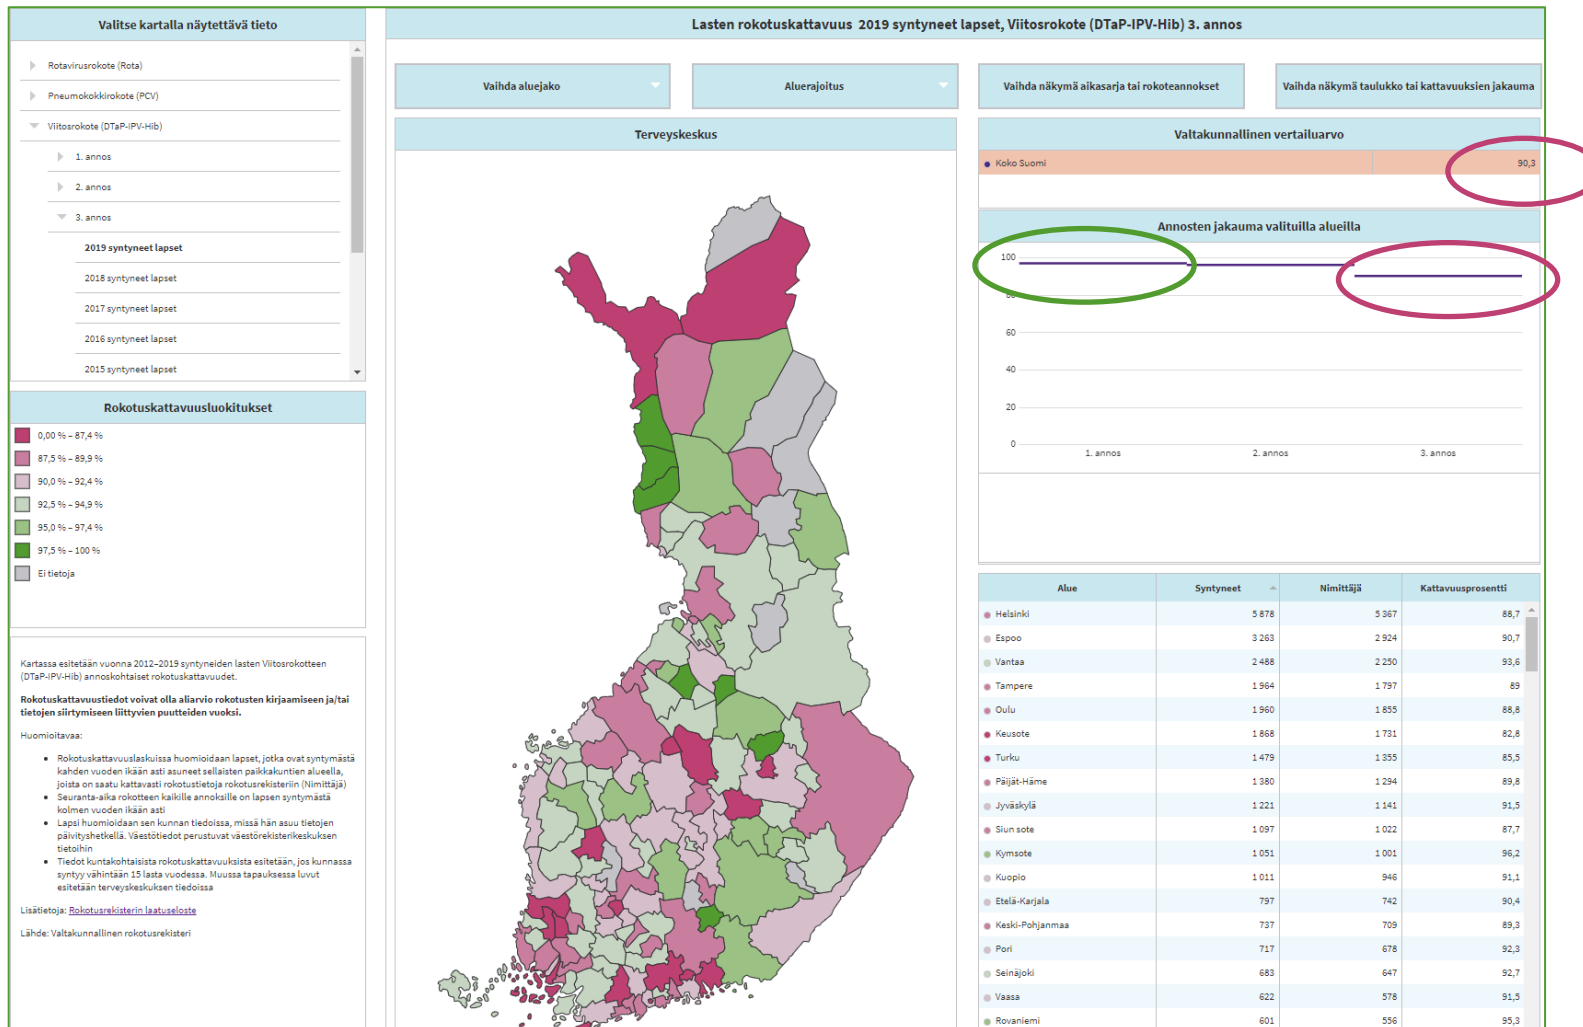 Valitse kartalla näytettävä tieto
Rotavirusrokote (Rota)
Pneumokokkirokote (PCV)
Viitosrokote (DTaP-IPV-Hib)
1. annos
2. annos
3. annos
2019 syntyneet lapset
2018 syntyneet lapset
2017 syntyneet lapset
2016 syntyneet lapset
2015 syntyneet lapset
Rokotuskattavuusluokitukset
0,00 % – 87,4 %
87,5 % – 89,9 %
90,0 % – 92,4 %
92,5 % – 94,9 %
95,0 % – 97,4 %
97,5 % – 100 %
Ei tietoja
Kartassa esitetään vuonna 2012–2019 syntyneiden lasten Viitosrokotteen
(DTaP-IPV-Hib) annoskohtaiset rokotuskattavuudet.
Rokotuskattavuustiedot voivat olla aliarvio rokotusten kirjaamiseen ja/tai
tietojen siirtymiseen liittyvien puutteiden vuoksi.
Huomioitavaa:
• Rokotuskattavuuslaskuissa huomioidaan lapset, jotka ovat syntymästä
kahden vuoden ikään asti asuneet sellaisten paikkakuntien alueella,
joista on saatu kattavasti rokotustietoja rokotusrekisteriin (Nimittäjä)
• Seuranta-aika rokotteen kaikille annoksille on lapsen syntymästä
kolmen vuoden ikään asti
• Lapsi huomioidaan sen kunnan tiedoissa, missä hän asuu tietojen
päivityshetkellä. Väestötiedot perustuvat väestörekisterikeskuksen
tietoihin
• Tiedot kuntakohtaisista rokotuskattavuuksista esitetään, jos kunnassa
syntyy vähintään 15 lasta vuodessa. Muussa tapauksessa luvut
esitetään terveyskeskuksen tiedoissa
Lisätietoja: Rokotusrekisterin laatuseloste
Lähde: Valtakunnallinen rokotusrekisteri
Lasten rokotuskattavuus 2019 syntyneet lapset, Viitosrokote (DTaP-IPV-Hib) 3. annos
Vaihda aluejako
Aluerajoitus
Vaihda näkymä aikasarja tai rokoteannokset
Vaihda näkymä taulukko tai kattavuuksien jakauma
Terveyskeskus
Valtakunnallinen vertailuarvo
Koko Suomi 90,3
Annosten jakauma valituilla alueilla
100
80
60
40
20
0
1. annos 2. annos 3. annos
Alue Syntyneet Nimittäjä Kattavuusprosentti
Helsinki 5 878 5 367 88,7
Espoo 3 263 2 924 90,7
Vantaa 2 488 2 250 93,6
Tampere 1 964 1 797 89
Oulu 1 960 1 855 88,8
Keusote 1 868 1 731 82,8
Turku 1 479 1 355 85,5
Päijät-Häme 1 380 1 294 89,8
Jyväskylä 1 221 1 141 91,5
Siun sote 1 097 1 022 87,7
Kymsote 1 051 1 001 96,2
Kuopio 1 011 946 91,1
Etelä-Karjala 797 742 90,4
Keski-Pohjanmaa 737 709 89,3
Pori 717 678 92,3
Seinäjoki 683 647 92,7
Vaasa 622 578 91,5
Rovaniemi 601 556 95,3